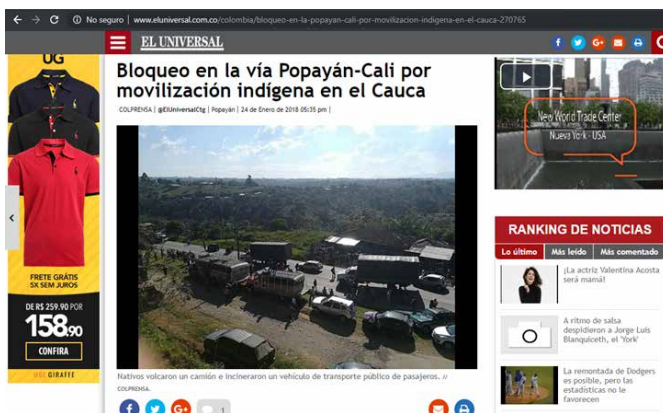 No seguro | www.eluniversal.com.co/colombia/bloqueo-en-la-popayan-cali-por-movilizacion-indigena-en-el-cauca-270765
EL UNIVERSAL
UG
Bloqueo en la vía Popayán-Cali por
movilización indígena en el Cauca
COLPRENSA | @ElUniversalCtg | Popayán | 24 de Enero de 2018 05:35 pm |
New World Trade Center
Nueva York - USA
FRETE GRÁTIS
5X SEM JUROS
DE R$ 259.90 POR
158,90
CONFIRA
GIRAFFE
Nativos volcaron un camión e incineraron un vehículo de transporte público de pasajeros. //
COLPRENSA.
1
RANKING DE NOTICIAS
Lo último Más leído Más comentado
¡La actriz Valentina Acosta
será mamá!
A ritmo de salsa
despidieron a Jorge Luis
Blanquiceth, el 'York'
La remontada de Dodgers
es posible, pero las
estadísticas no le
favorecen